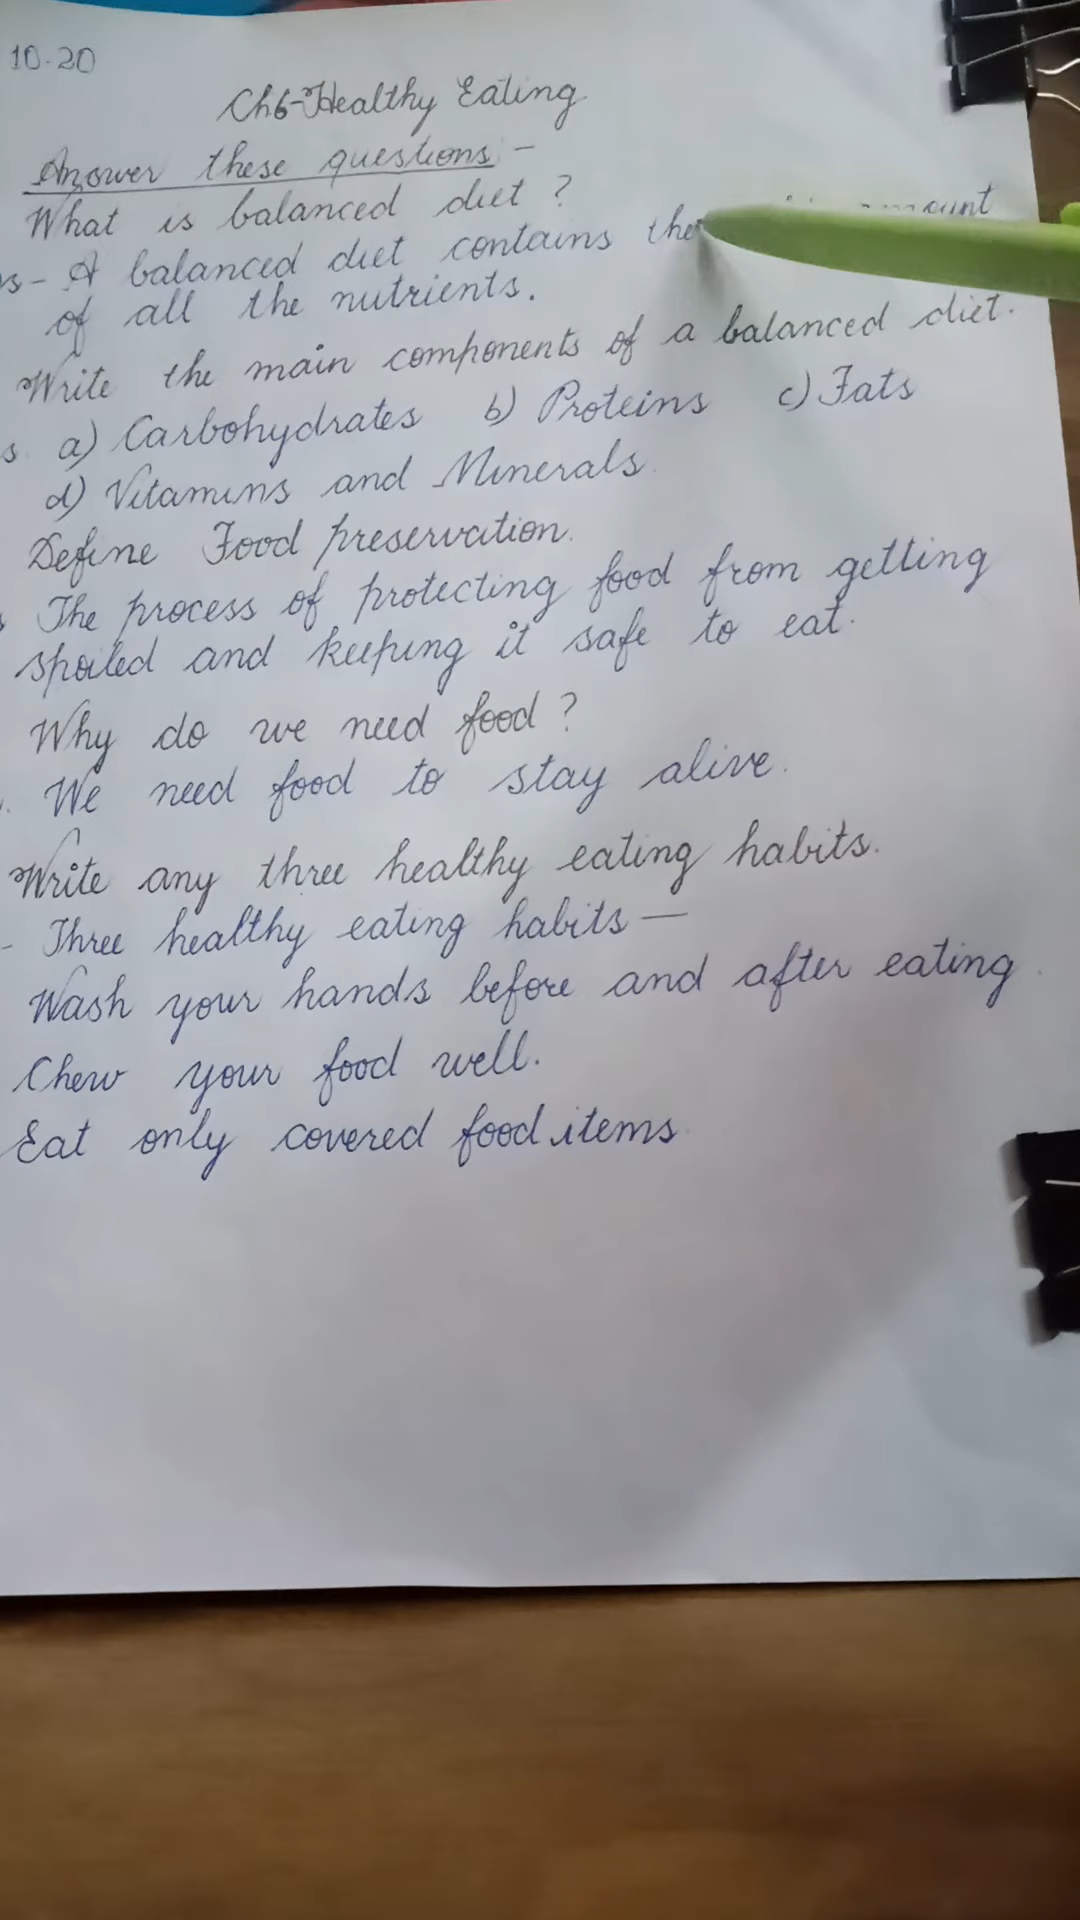 10-20
Ch6-Healthy Eating
Answer these questions -
What is balanced diet ?
s- A balanced diet contains the amount
of all the nutrients.
Write the main components of a balanced diet.
s. a) Carbohydrates b) Proteins c) Fats
d) Vitamins and Minerals
Define Food preservation.
s The process of protecting food from getting
spoiled and keeping it safe to eat.
Why do we need food ?
. We need food to stay alive.
Write any three healthy eating habits.
- Three healthy eating habits —
Wash your hands before and after eating.
Chew your food well.
Eat only covered food items.